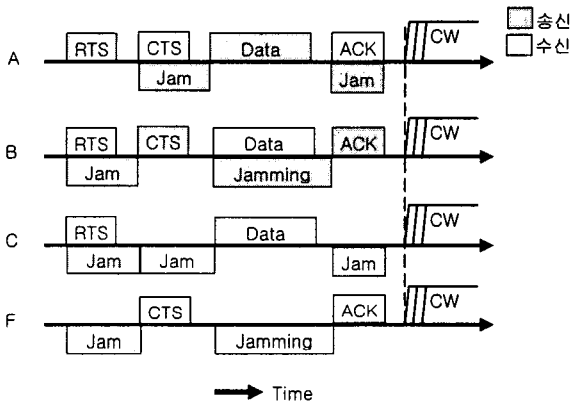 송신
수신
A RTS CTS Data ACK CW
Jam Jam
B RTS CTS Data ACK CW
Jam Jamming
C RTS Data CW
Jam Jam Jam
F CTS ACK CW
Jam Jamming
Time